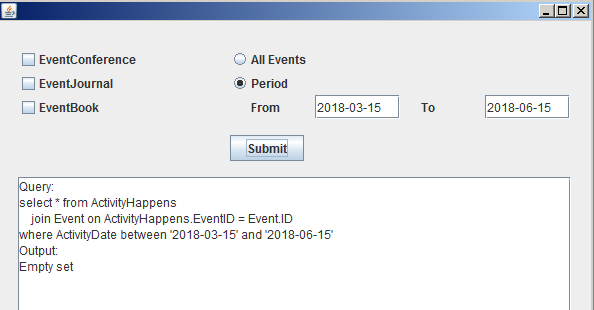 EventConference All Events
EventJournal Period
EventBook From 2018-03-15 To 2018-06-15
Submit
Query:
select * from ActivityHappens
join Event on ActivityHappens.EventID = Event.ID
where ActivityDate between '2018-03-15' and '2018-06-15'
Output:
Empty set